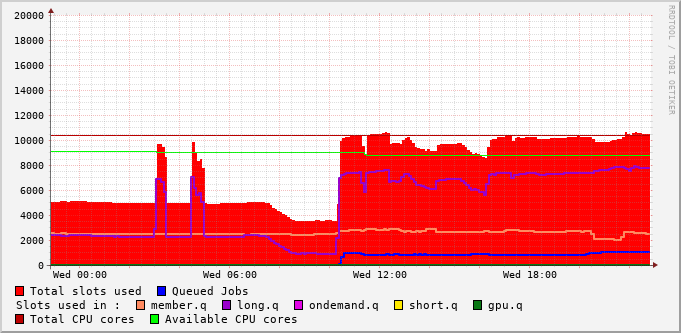 20000
18000
16000
14000
12000
10000
8000
6000
4000
2000
0
Wed 00:00 Wed 06:00 Wed 12:00 Wed 18:00
RRDTOOL / TOBI OETIKER
Total slots used Queued Jobs
Slots used in : member.q long.q ondemand.q short.q gpu.q
Total CPU cores Available CPU cores